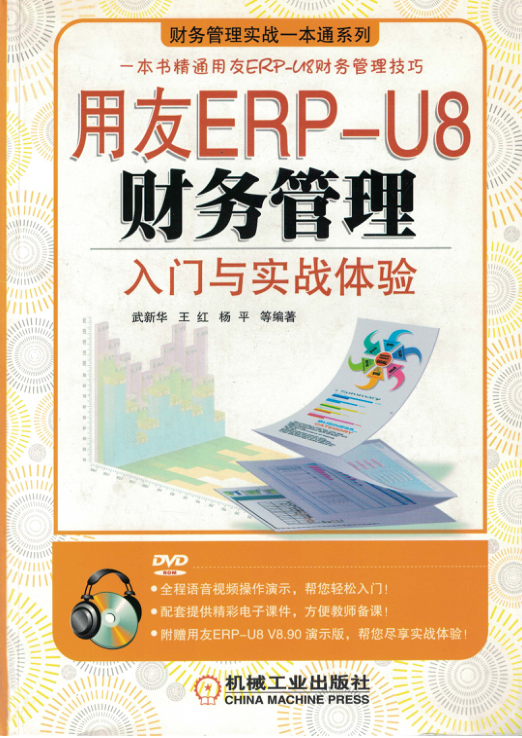 财务管理实战一本通系列
一本书精通用友ERP-U8财务管理技巧
用友ERP-U8
财务管理
入门与实战体验
武新华 王红 杨平 等编著
Summary
DVD
ROM
全程语音视频操作演示，帮您轻松入门！
配套提供精彩电子课件，方便教师备课！
附赠用友ERP-U8 V8.90 演示版，帮您尽享实战体验！
机械工业出版社
CHINA MACHINE PRESS